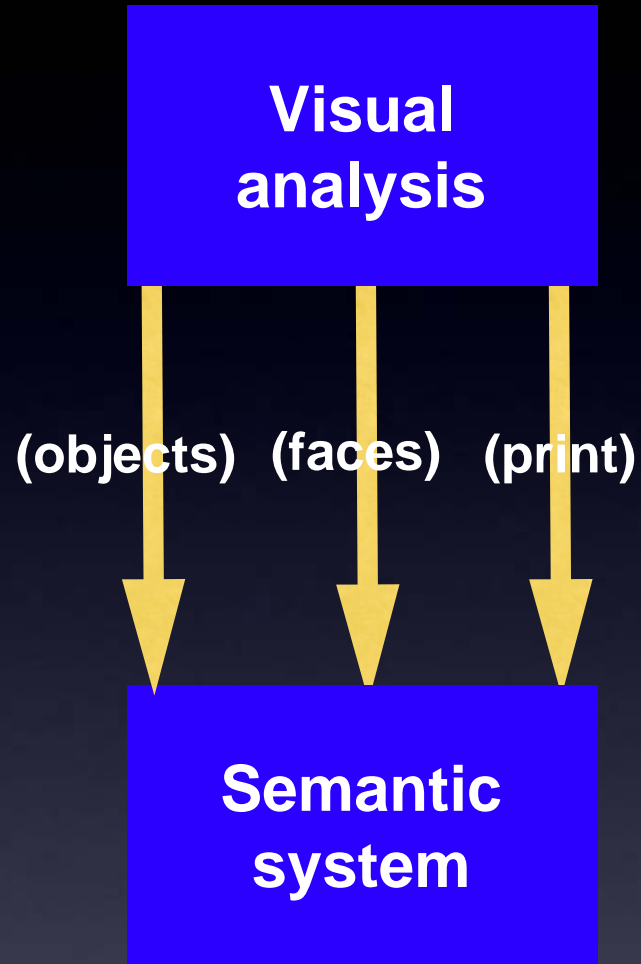 Visual
analysis
(objects) (faces) (print)
Semantic
system